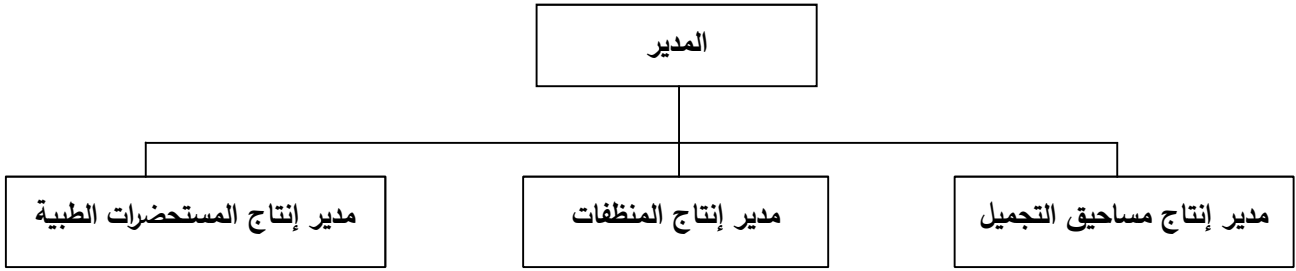 المدير
مدير إنتاج مساحيق التجميل
مدير إنتاج المنظفات
مدير إنتاج المستحضرات الطبية